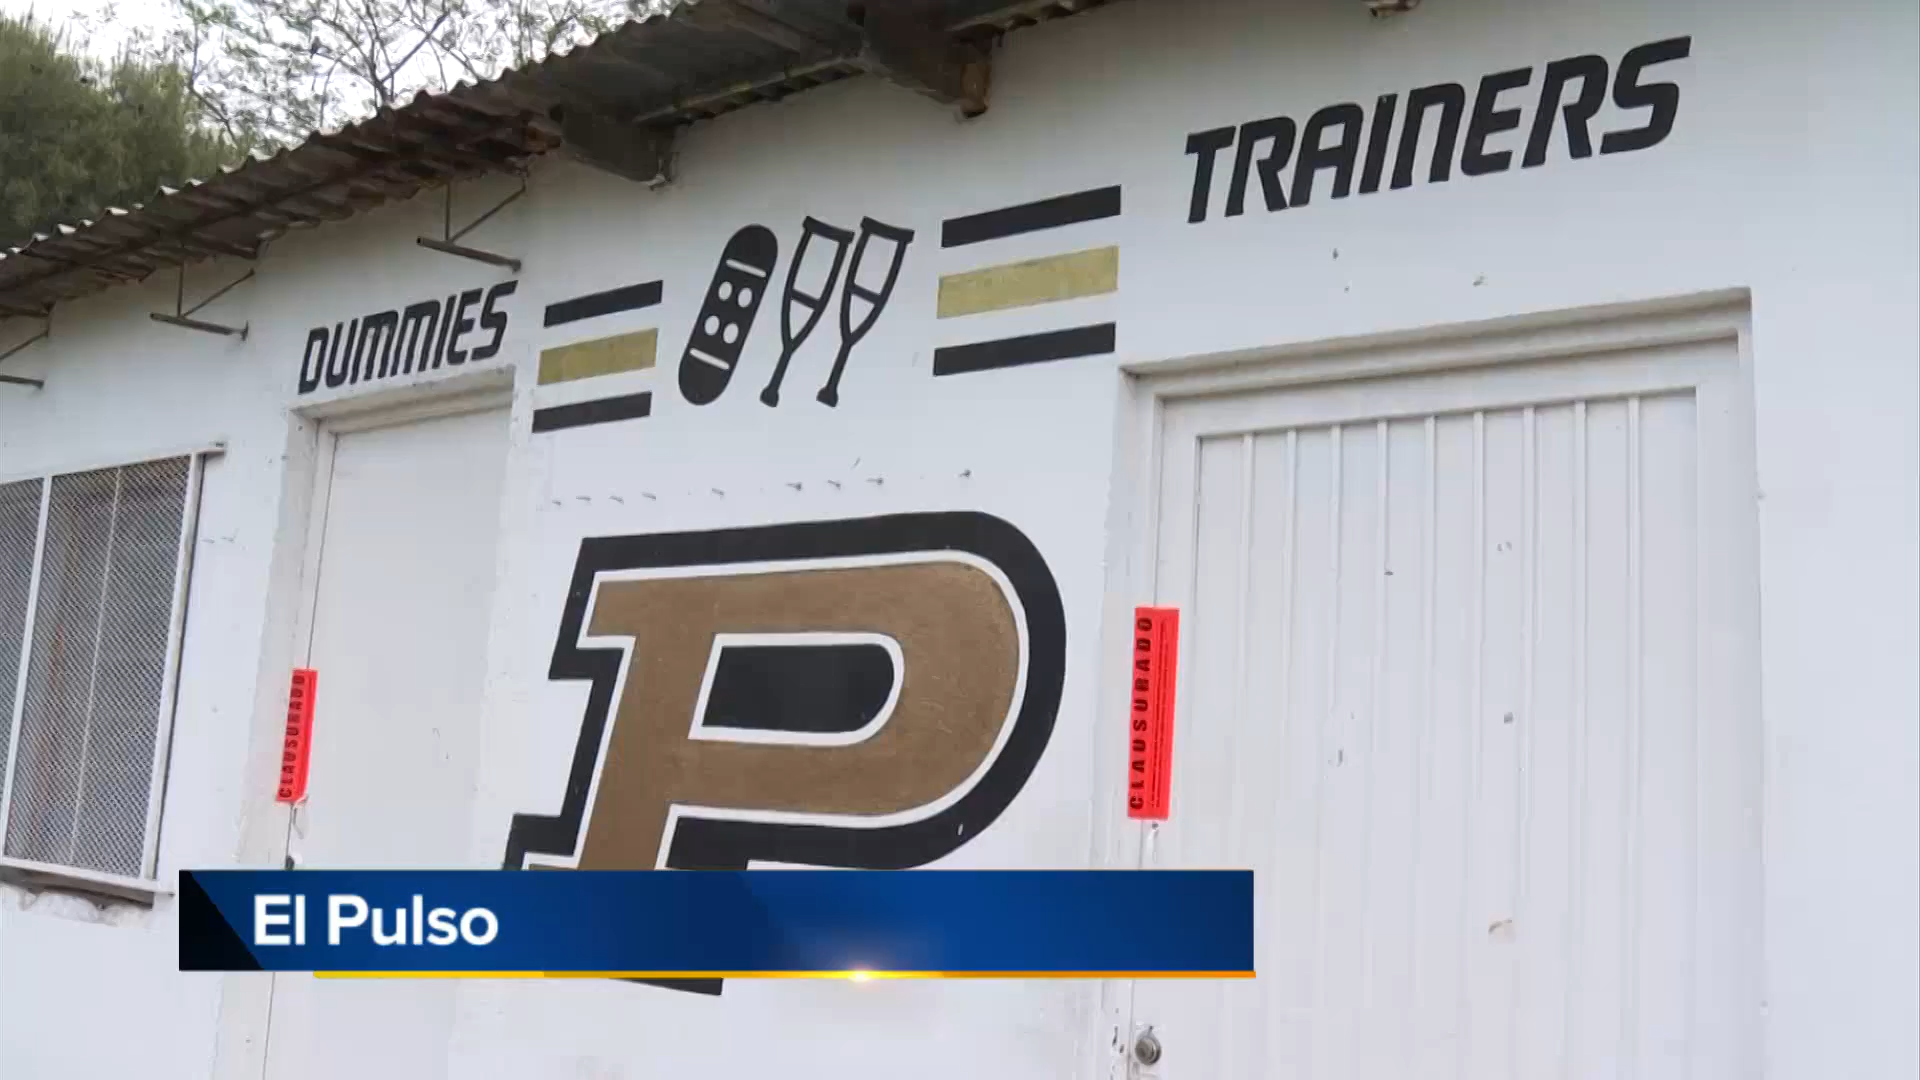 TRAINERS
DUMMIES
P
CLAUSURADO
CLAUSURADO
El Pulso